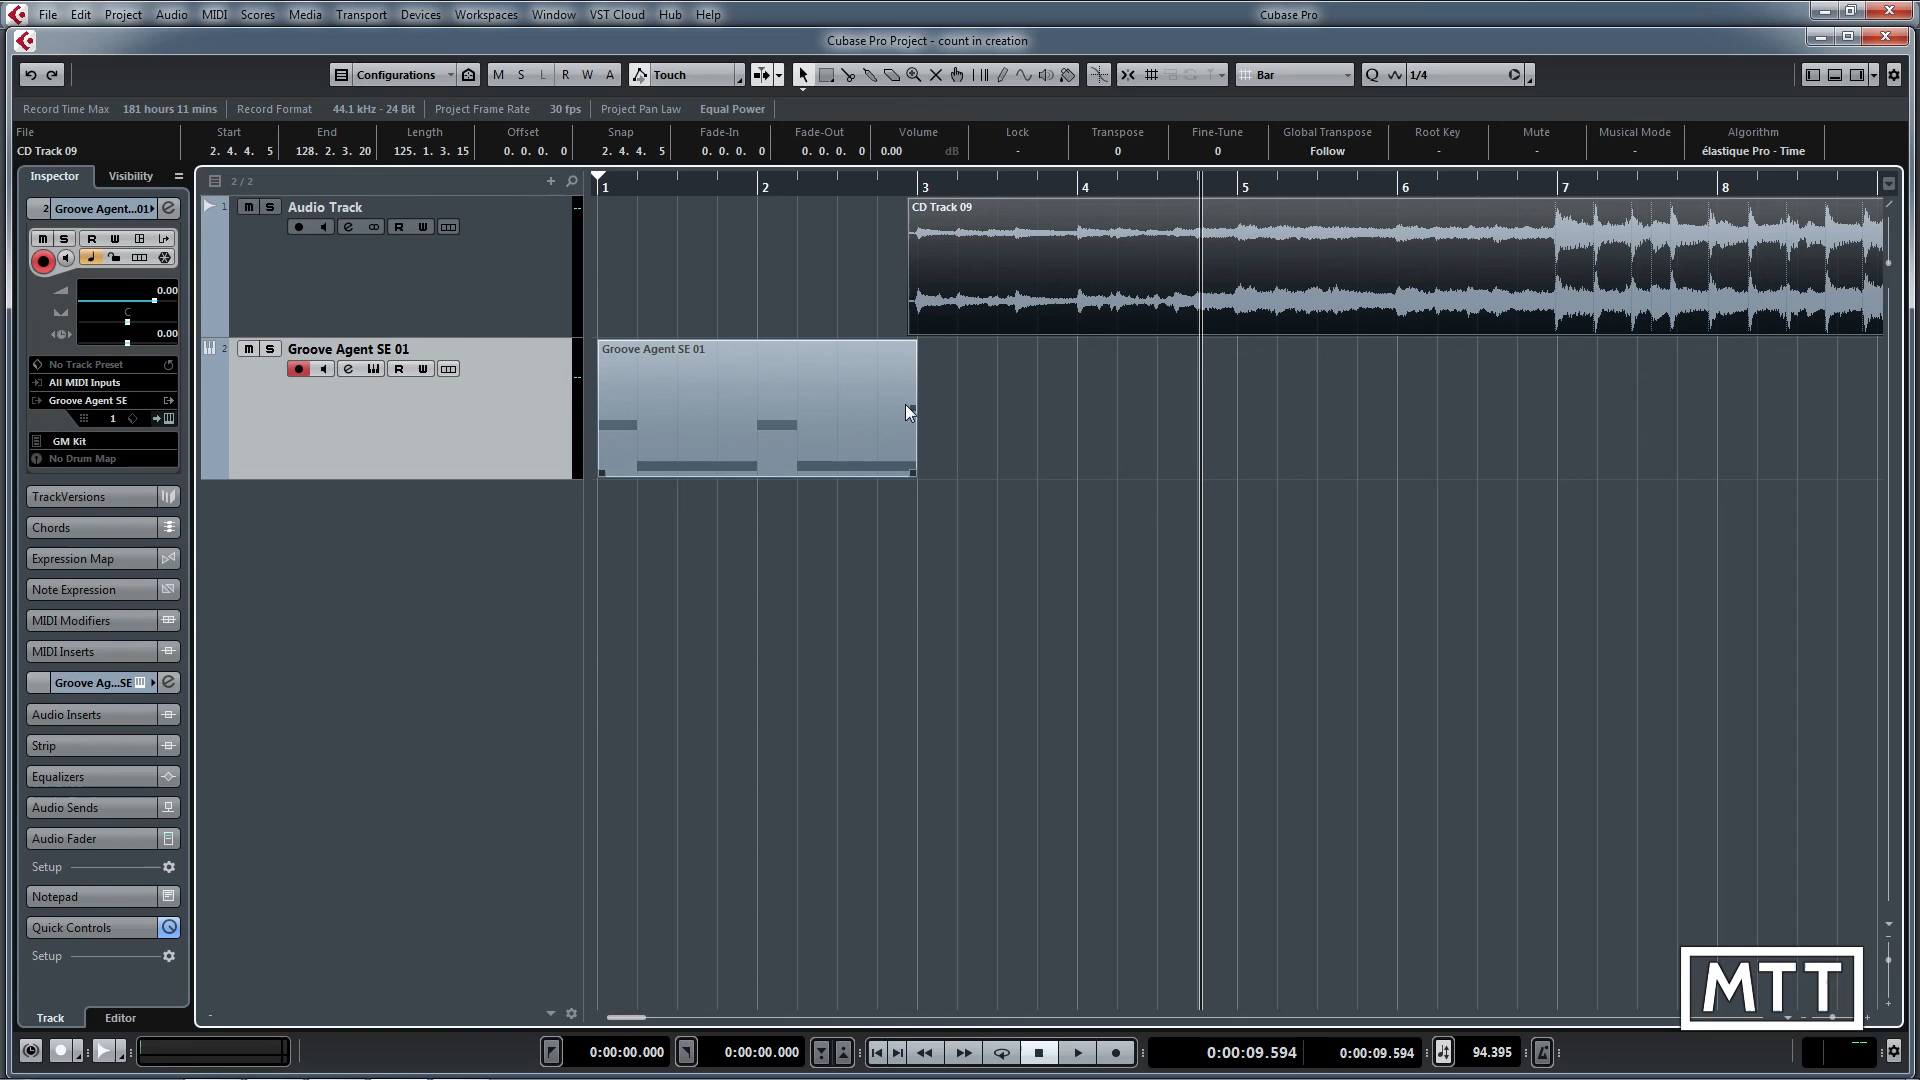 File Edit Project Audio MIDI Scores Media Transport Devices Workspaces Window VST Cloud Hub Help Cubase Pro
Cubase Pro Project - count in creation
Configurations M S L R W A Touch Bar Q 1/4
Record Time Max 181 hours 11 mins Record Format 44.1 kHz - 24 Bit Project Frame Rate 30 fps Project Pan Law Equal Power
File Start End Length Offset Snap Fade-In Fade-Out Volume Lock Transpose Fine-Tune Global Transpose Root Key Mute Musical Mode Algorithm
CD Track 09 2. 4. 4. 5 128. 2. 3. 20 125. 1. 3. 15 0. 0. 0. 0 2. 4. 4. 5 0. 0. 0. 0 0. 0. 0. 0 0.00 dB - 0 0 Follow - - - élastique Pro - Time
Inspector Visibility 2 / 2 1 2 3 4 5 6 7 8
2 Groove Agent...01 1 m s Audio Track CD Track 09
m s R W
0.00
C
0.00
2 m s Groove Agent SE 01 Groove Agent SE 01
R W
No Track Preset
All MIDI Inputs
Groove Agent SE
1
GM Kit
No Drum Map
TrackVersions
Chords
Expression Map
Note Expression
MIDI Modifiers
MIDI Inserts
Groove Ag...SE
Audio Inserts
Strip
Equalizers
Audio Sends
Audio Fader
Setup
Notepad
Quick Controls
Setup
MTT
Track Editor
0:00:00.000 0:00:00.000 0:00:09.594 0:00:09.594 94.395